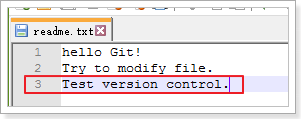 readme.txt
1 hello Git!
2 Try to modify file.
3 Test version control.